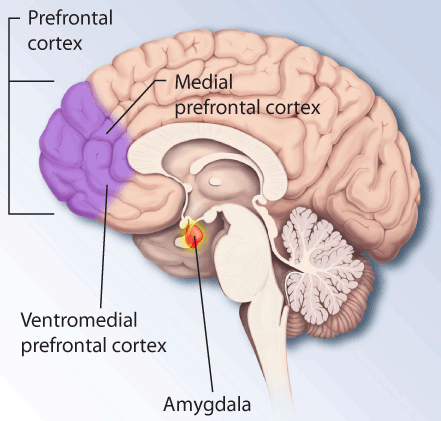 Prefrontal
cortex
Medial
prefrontal cortex
Ventromedial
prefrontal cortex
Amygdala